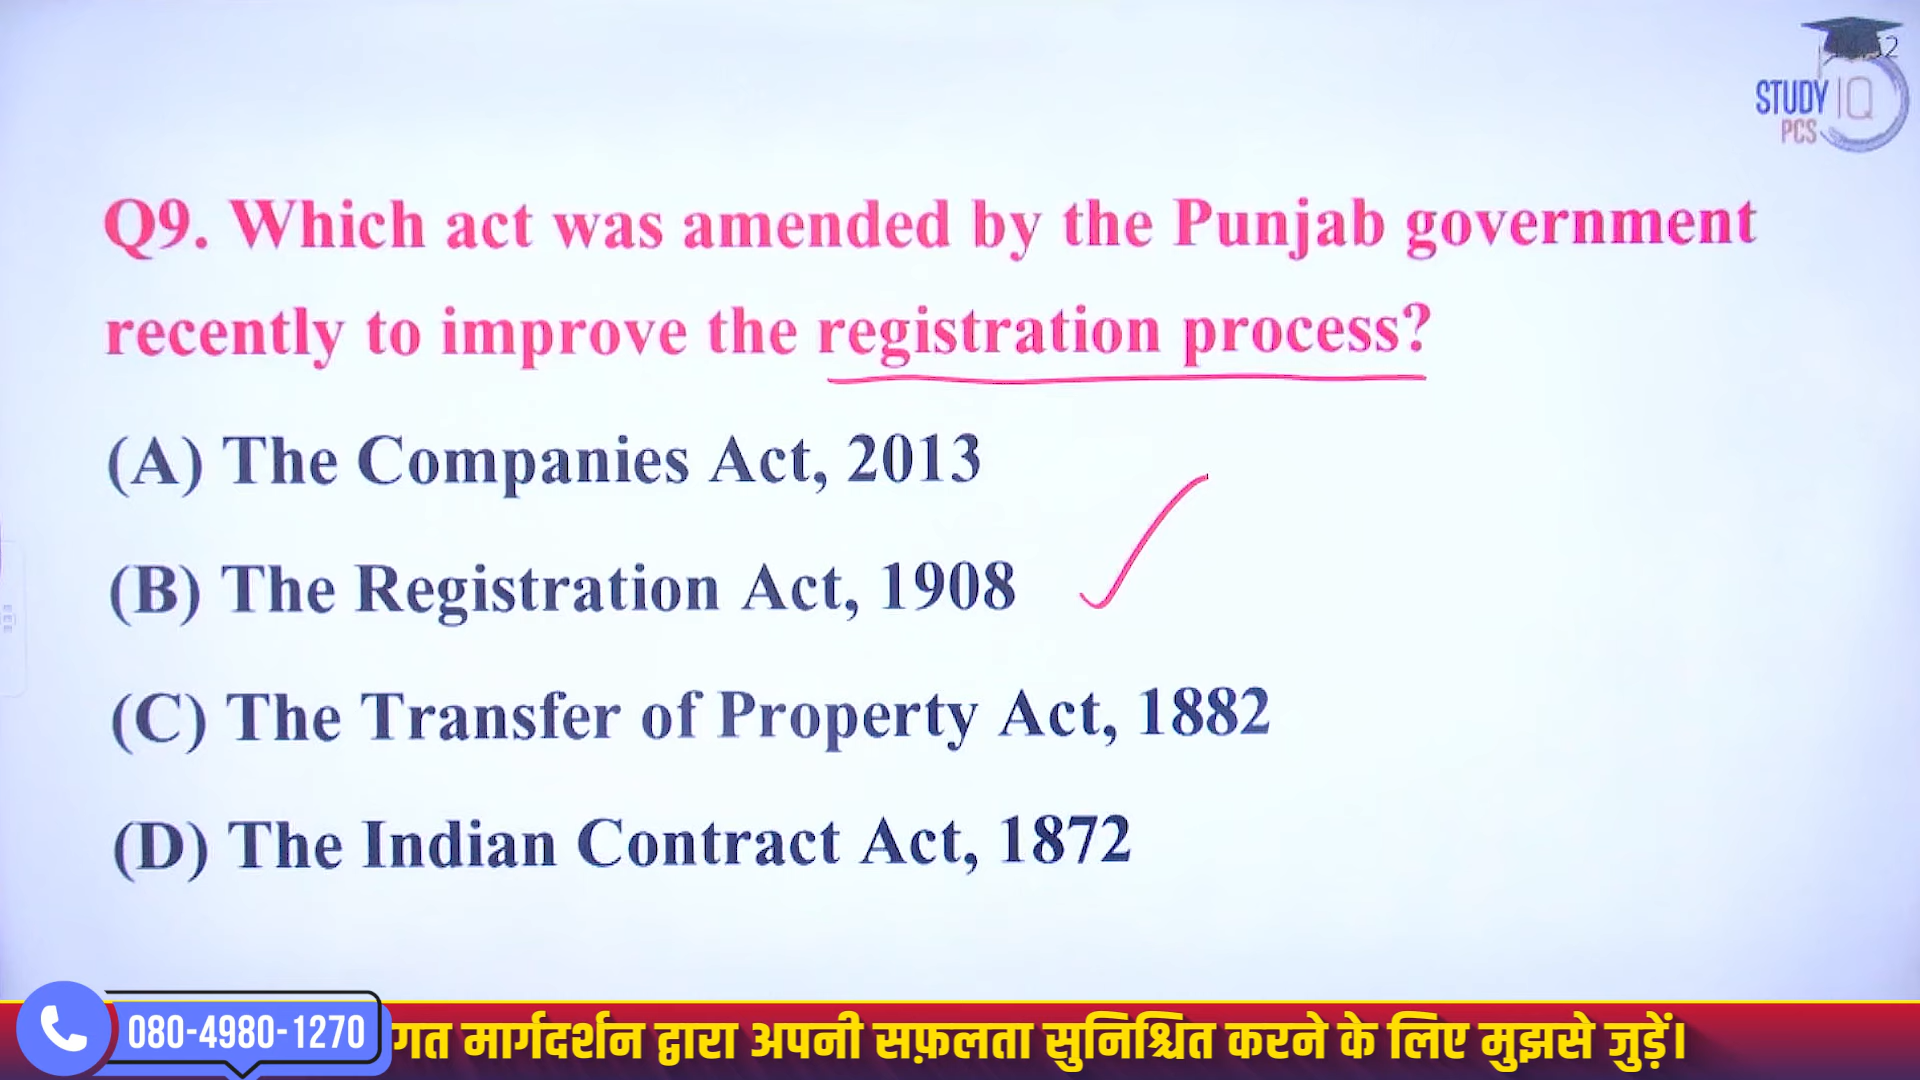 STUDY IQ
PCS
Q9. Which act was amended by the Punjab government
recently to improve the registration process?
(A) The Companies Act, 2013
(B) The Registration Act, 1908
(C) The Transfer of Property Act, 1882
(D) The Indian Contract Act, 1872
080-4980-1270 गत मार्गदर्शन द्वारा अपनी सफ़लता सुनिश्चित करने के लिए मुझसे जुड़ें।